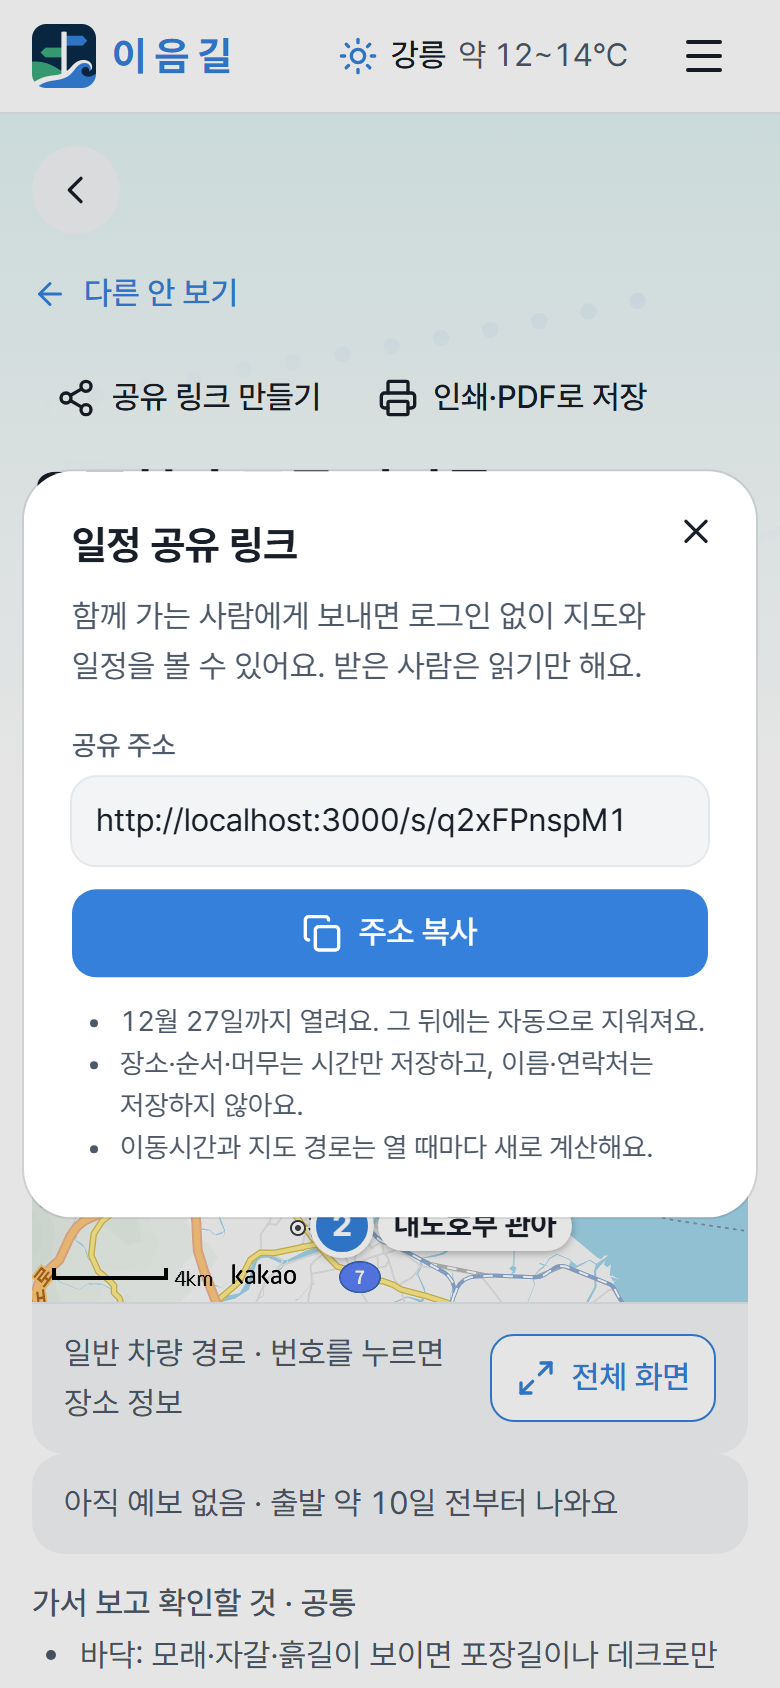 이음길
강릉 약 12~14°C
다른 안 보기
공유 링크 만들기
인쇄·PDF로 저장
일정 공유 링크
함께 가는 사람에게 보내면 로그인 없이 지도와
일정을 볼 수 있어요. 받은 사람은 읽기만 해요.
공유 주소
http://localhost:3000/s/q2xFPnspM1
주소 복사
• 12월 27일까지 열려요. 그 뒤에는 자동으로 지워져요.
• 장소·순서·머무는 시간만 저장하고, 이름·연락처는
저장하지 않아요.
• 이동시간과 지도 경로는 열 때마다 새로 계산해요.
2 대도호부 관아
4km kakao 7
일반 차량 경로 · 번호를 누르면
장소 정보
전체 화면
아직 예보 없음 · 출발 약 10일 전부터 나와요
가서 보고 확인할 것 · 공통
• 바닥: 모래·자갈·흙길이 보이면 포장길이나 데크로만